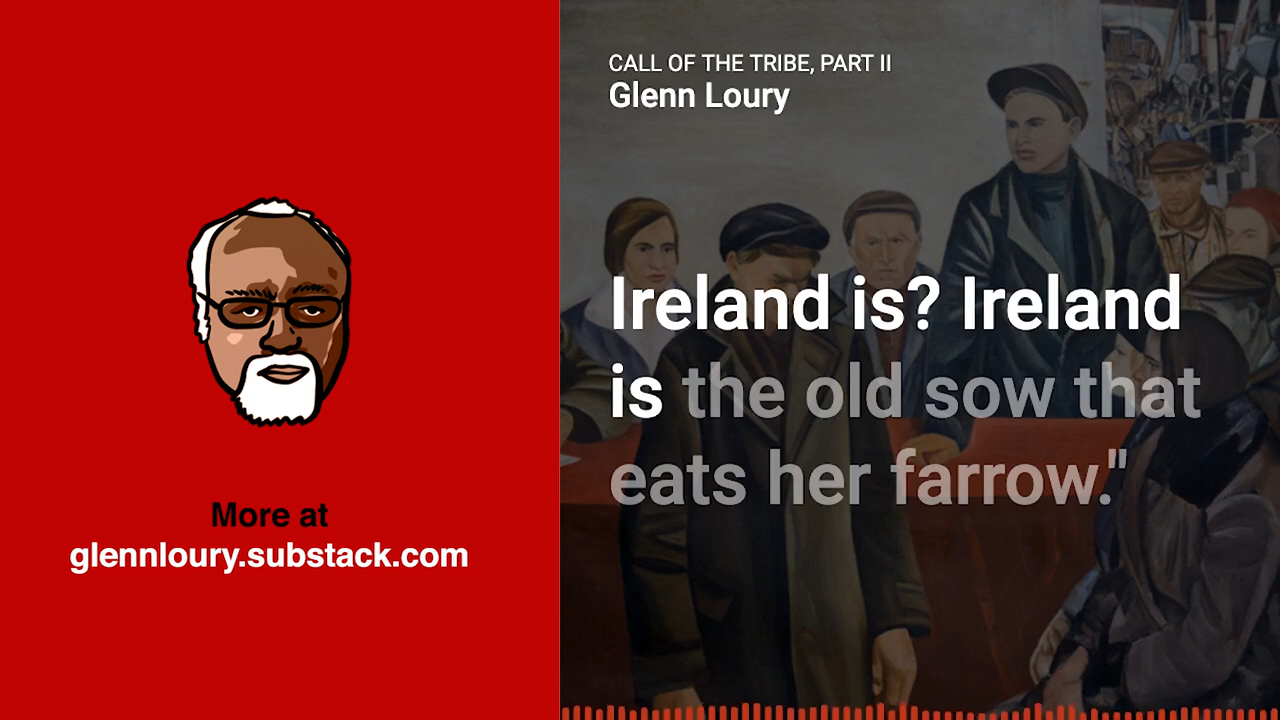 More at
glennloury.substack.com
CALL OF THE TRIBE, PART II
Glenn Loury
Ireland is? Ireland
is the old sow that
eats her farrow."